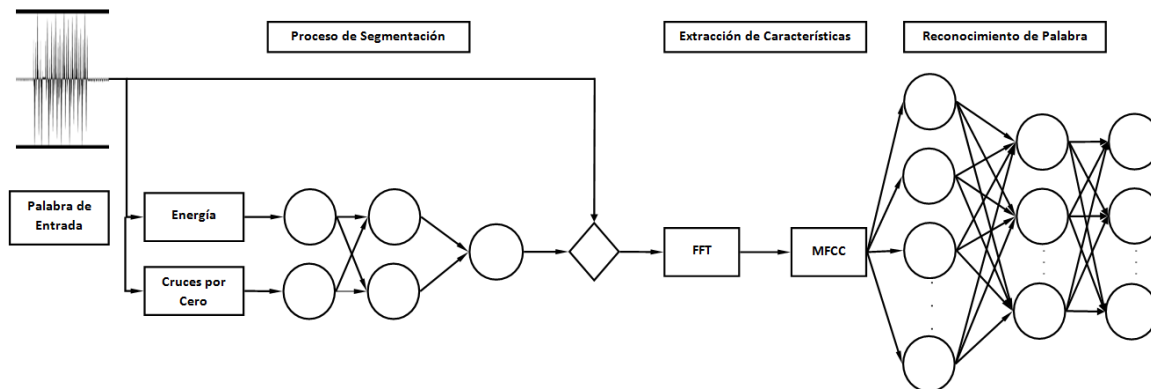 Proceso de Segmentación
Extracción de Características
Reconocimiento de Palabra
Palabra de
Entrada
Energía
Cruces por
Cero
FFT
MFCC